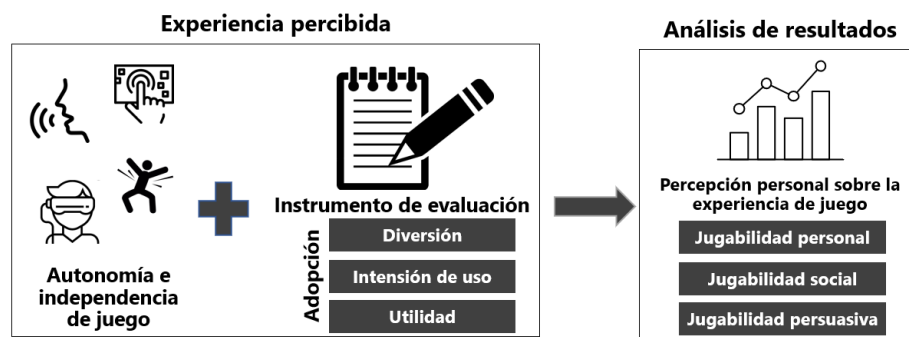 Experiencia percibida
Autonomía e
independencia
de juego
Instrumento de evaluación
Adopción
Diversión
Intensión de uso
Utilidad
Análisis de resultados
Percepción personal sobre la
experiencia de juego
Jugabilidad personal
Jugabilidad social
Jugabilidad persuasiva